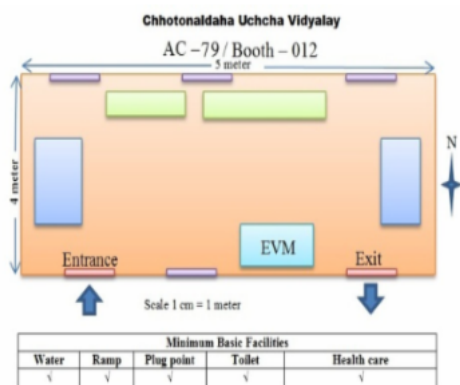 Chhotonaldaha Uchcha Vidyalay
AC –79 / Booth – 012
5 meter
4 meter
N
EVM
Entrance
Exit
Scale 1 cm = 1 meter
Minimum Basic Facilities
Water Ramp Plug point Toilet Health care
√ √ √ √ √